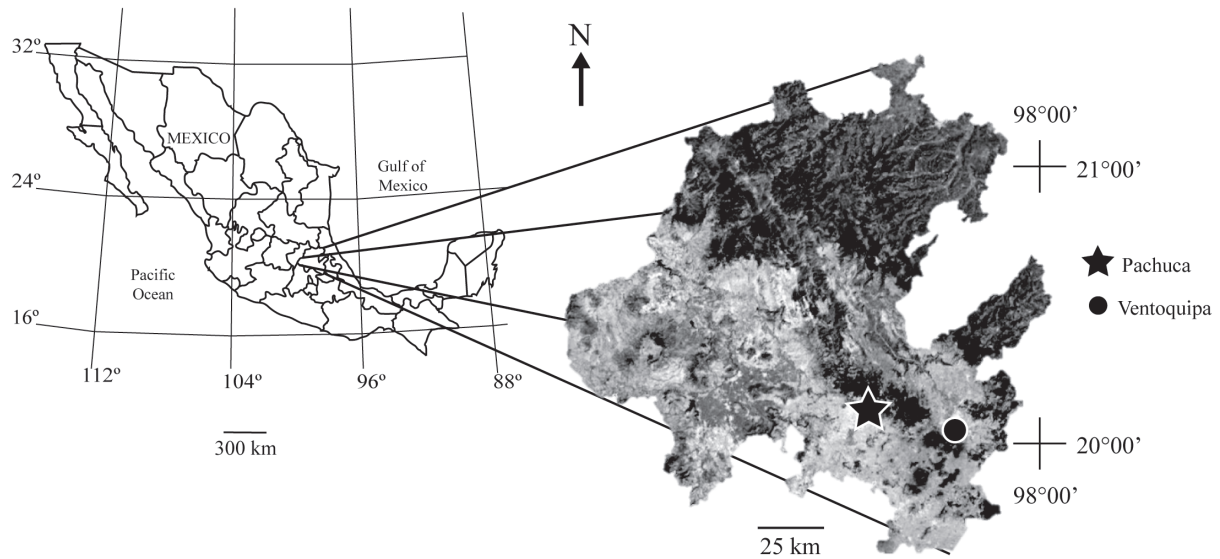 32º
24º
16º
112º
104º
96º
88º
MEXICO
Gulf of
Mexico
Pacific
Ocean
300 km
N
98°00’
21°00’
Pachuca
Ventoquipa
20°00’
98°00’
25 km